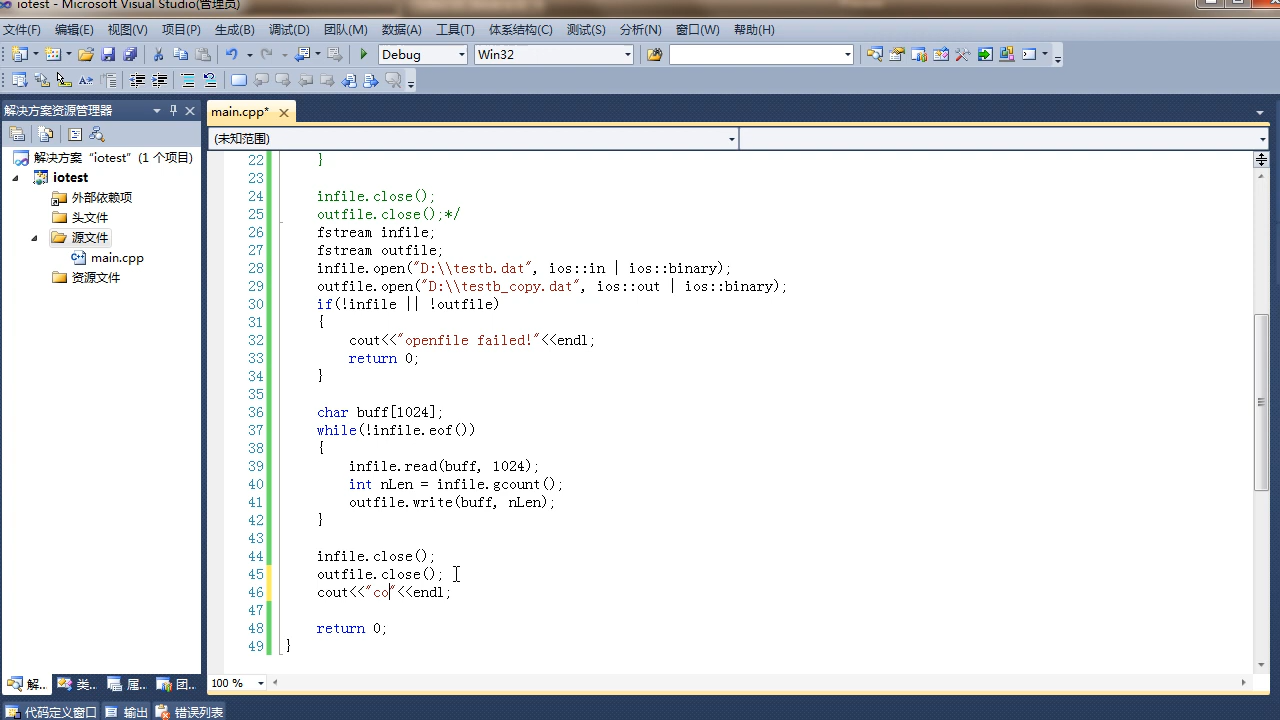 iotest - Microsoft Visual Studio(管理员)
文件(F) 编辑(E) 视图(V) 项目(P) 生成(B) 调试(D) 团队(M) 数据(A) 工具(T) 体系结构(C) 测试(S) 分析(N) 窗口(W) 帮助(H)
Debug Win32
解决方案资源管理器
main.cpp*
(未知范围)
解决方案 “iotest” (1 个项目)
iotest
外部依赖项
头文件
源文件
main.cpp
资源文件
22 }
23
24 infile.close();
25 outfile.close();*/
26 fstream infile;
27 fstream outfile;
28 infile.open("D:\\testb.dat", ios::in | ios::binary);
29 outfile.open("D:\\testb_copy.dat", ios::out | ios::binary);
30 if(!infile || !outfile)
31 {
32 cout<<"openfile failed!"<<endl;
33 return 0;
34 }
35
36 char buff[1024];
37 while(!infile.eof())
38 {
39 infile.read(buff, 1024);
40 int nLen = infile.gcount();
41 outfile.write(buff, nLen);
42 }
43
44 infile.close();
45 outfile.close();
46 cout<<"co"<<endl;
47
48 return 0;
49 }
100 %
解... 类... 属... 团...
代码定义窗口 输出 错误列表